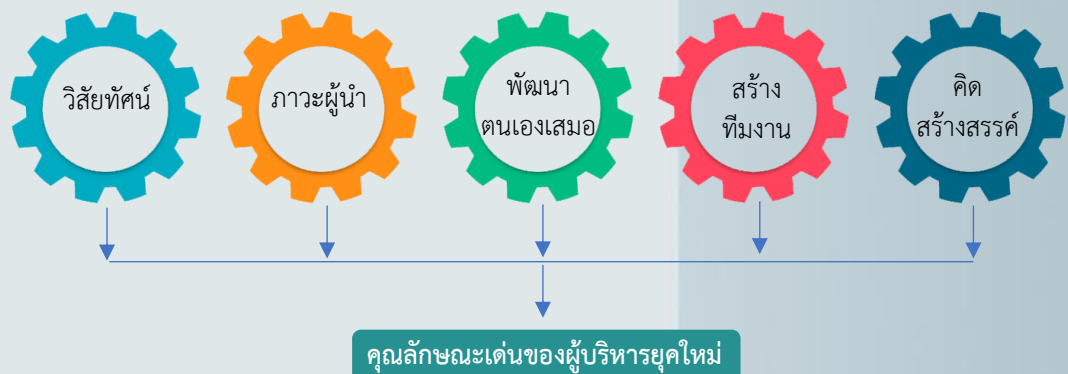 วิสัยทัศน์
ภาวะผู้นำ
พัฒนา
ตนเองเสมอ
สร้าง
ทีมงาน
คิด
สร้างสรรค์
คุณลักษณะเด่นของผู้บริหารยุคใหม่